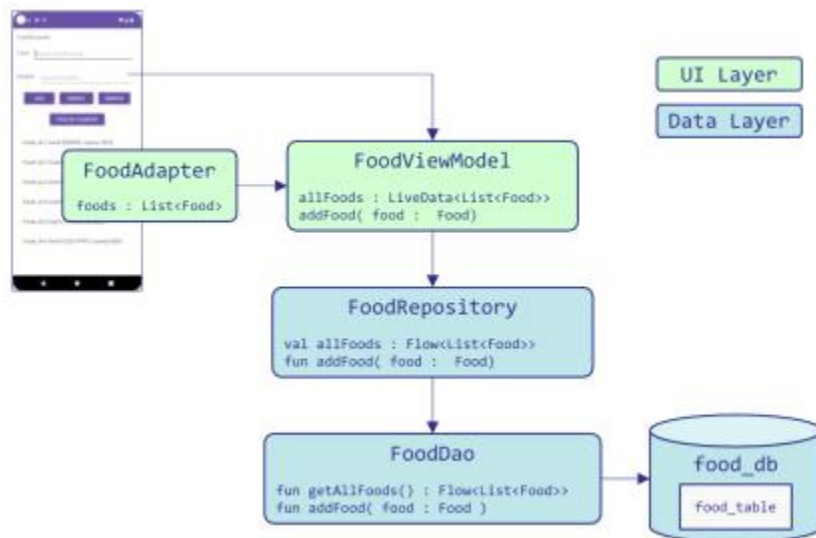 UI Layer
Data Layer
FoodAdapter
foods : List<Food>
FoodViewModel
allFoods : LiveData<List<Food>>
addFood( food :  Food)
FoodRepository
val allFoods : Flow<List<Food>>
fun addFood( food :  Food)
FoodDao
fun getAllFoods() : Flow<List<Food>>
fun addFood( food : Food )
food_db
food_table